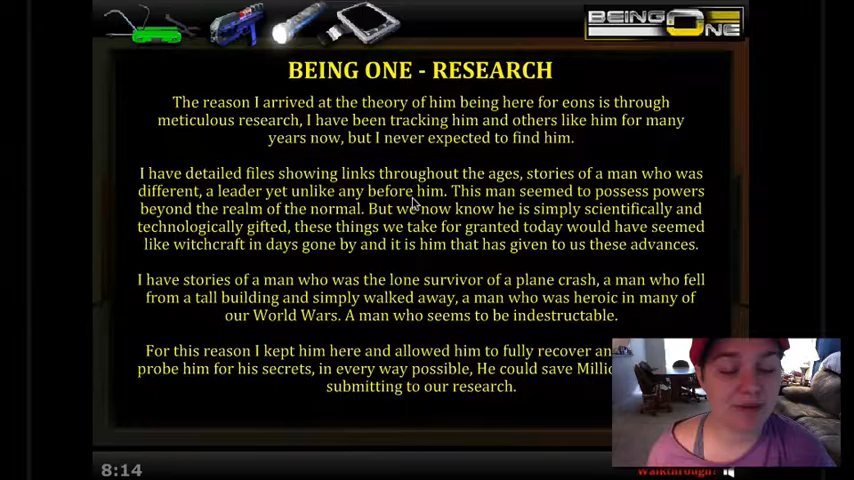 BEING ONE
BEING ONE - RESEARCH
The reason I arrived at the theory of him being here for eons is through
meticulous research, I have been tracking him and others like him for many
years now, but I never expected to find him.
I have detailed files showing links throughout the ages, stories of a man who was
different, a leader yet unlike any before him. This man seemed to possess powers
beyond the realm of the normal. But we now know he is simply scientifically and
technologically gifted, these things we take for granted today would have seemed
like witchcraft in days gone by and it is him that has given to us these advances.
I have stories of a man who was the lone survivor of a plane crash, a man who fell
from a tall building and simply walked away, a man who was heroic in many of
our World Wars. A man who seems to be indestructable.
For this reason I kept him here and allowed him to fully recover
probe him for his secrets, in every way possible, He could save
submitting to our research.
8:14
Walkthrough?